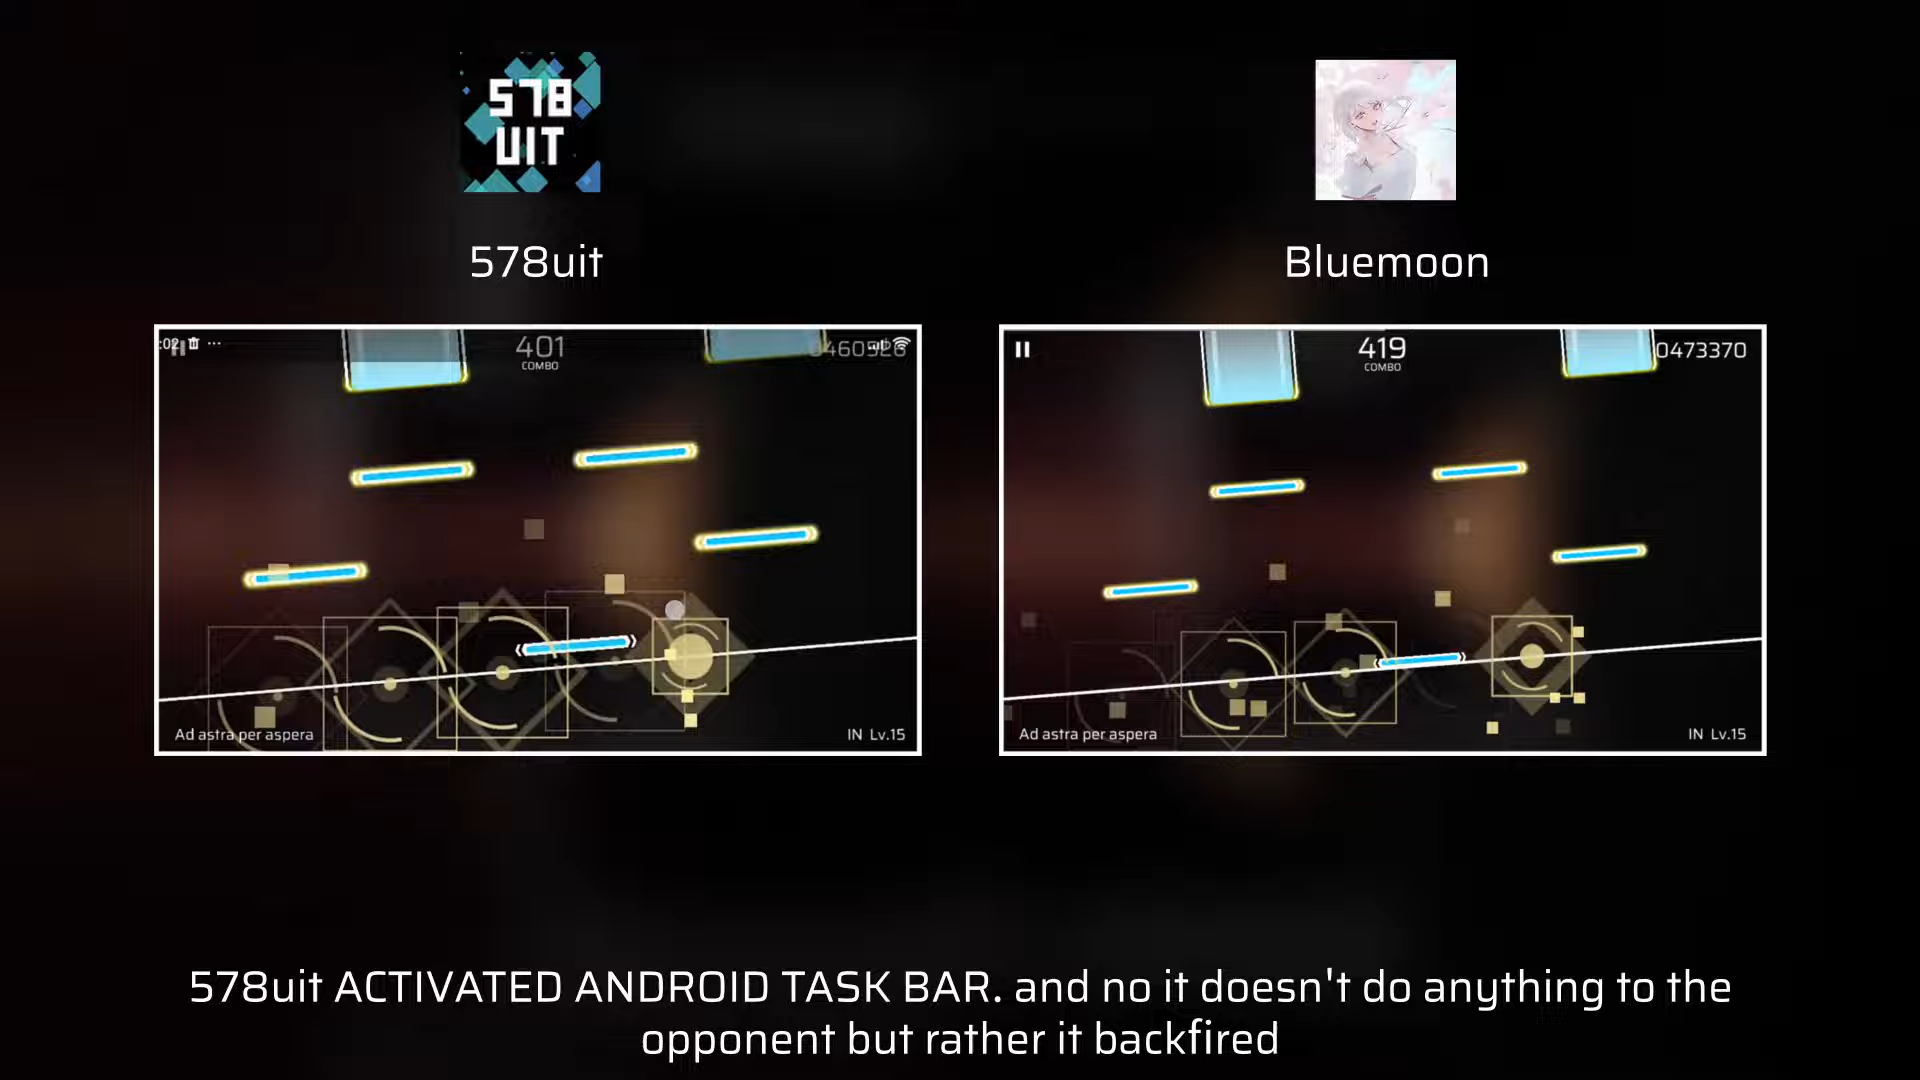 578
UIT
578uit
Bluemoon
:02 ...
401
COMBO
Ad astra per aspera
IN Lv.15
419
COMBO
0473370
Ad astra per aspera
IN Lv.15
578uit ACTIVATED ANDROID TASK BAR. and no it doesn't do anything to the
opponent but rather it backfired